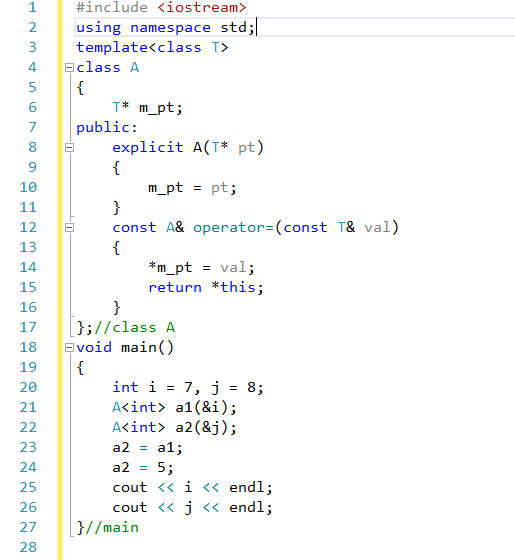 1 #include <iostream>
2 using namespace std;
3 template<class T>
4 class A
5 {
6 T* m_pt;
7 public:
8 explicit A(T* pt)
9 {
10 m_pt = pt;
11 }
12 const A& operator=(const T& val)
13 {
14 *m_pt = val;
15 return *this;
16 }
17 };//class A
18 void main()
19 {
20 int i = 7, j = 8;
21 A<int> a1(&i);
22 A<int> a2(&j);
23 a2 = a1;
24 a2 = 5;
25 cout << i << endl;
26 cout << j << endl;
27 }//main
28